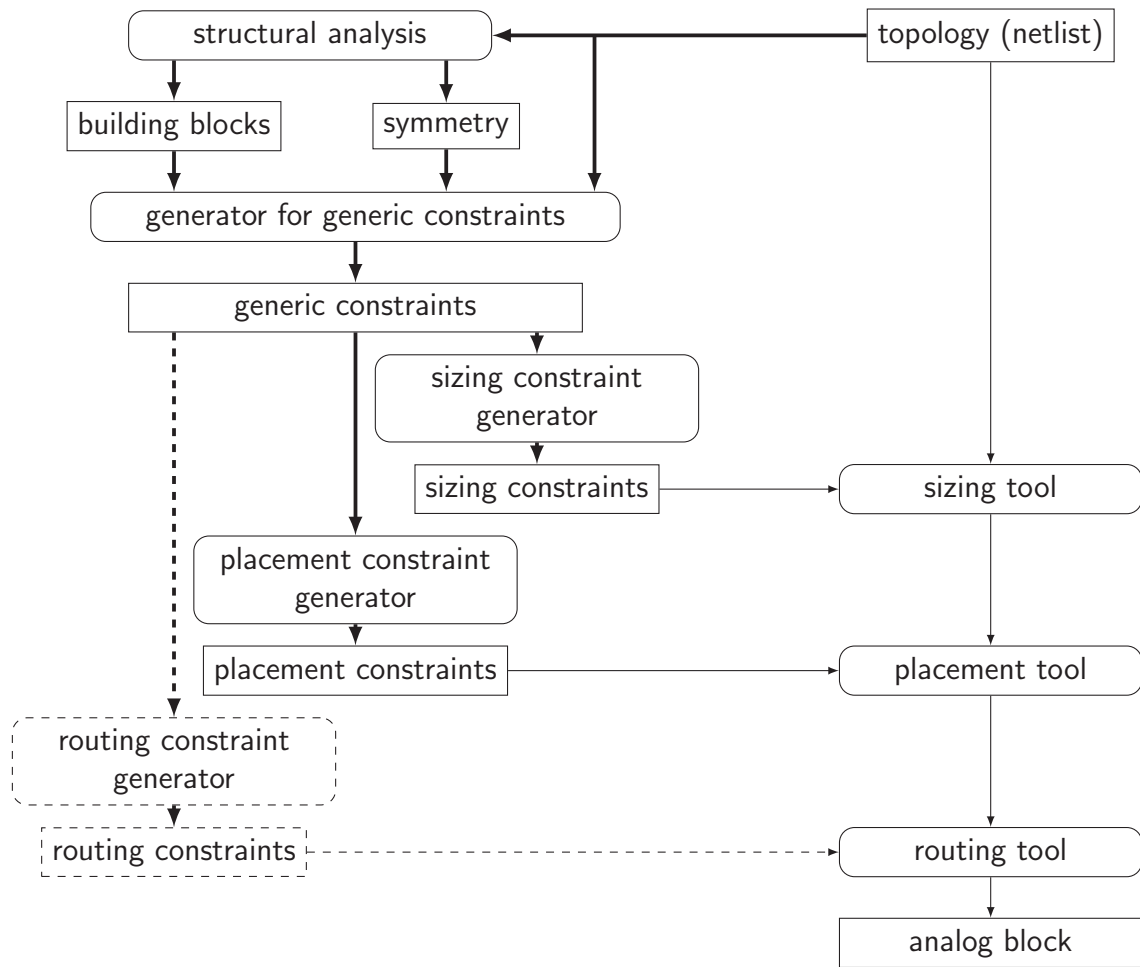 structural analysis
topology (netlist)
building blocks
symmetry
generator for generic constraints
generic constraints
sizing constraint
generator
sizing constraints
sizing tool
placement constraint
generator
placement constraints
placement tool
routing constraint
generator
routing constraints
routing tool
analog block